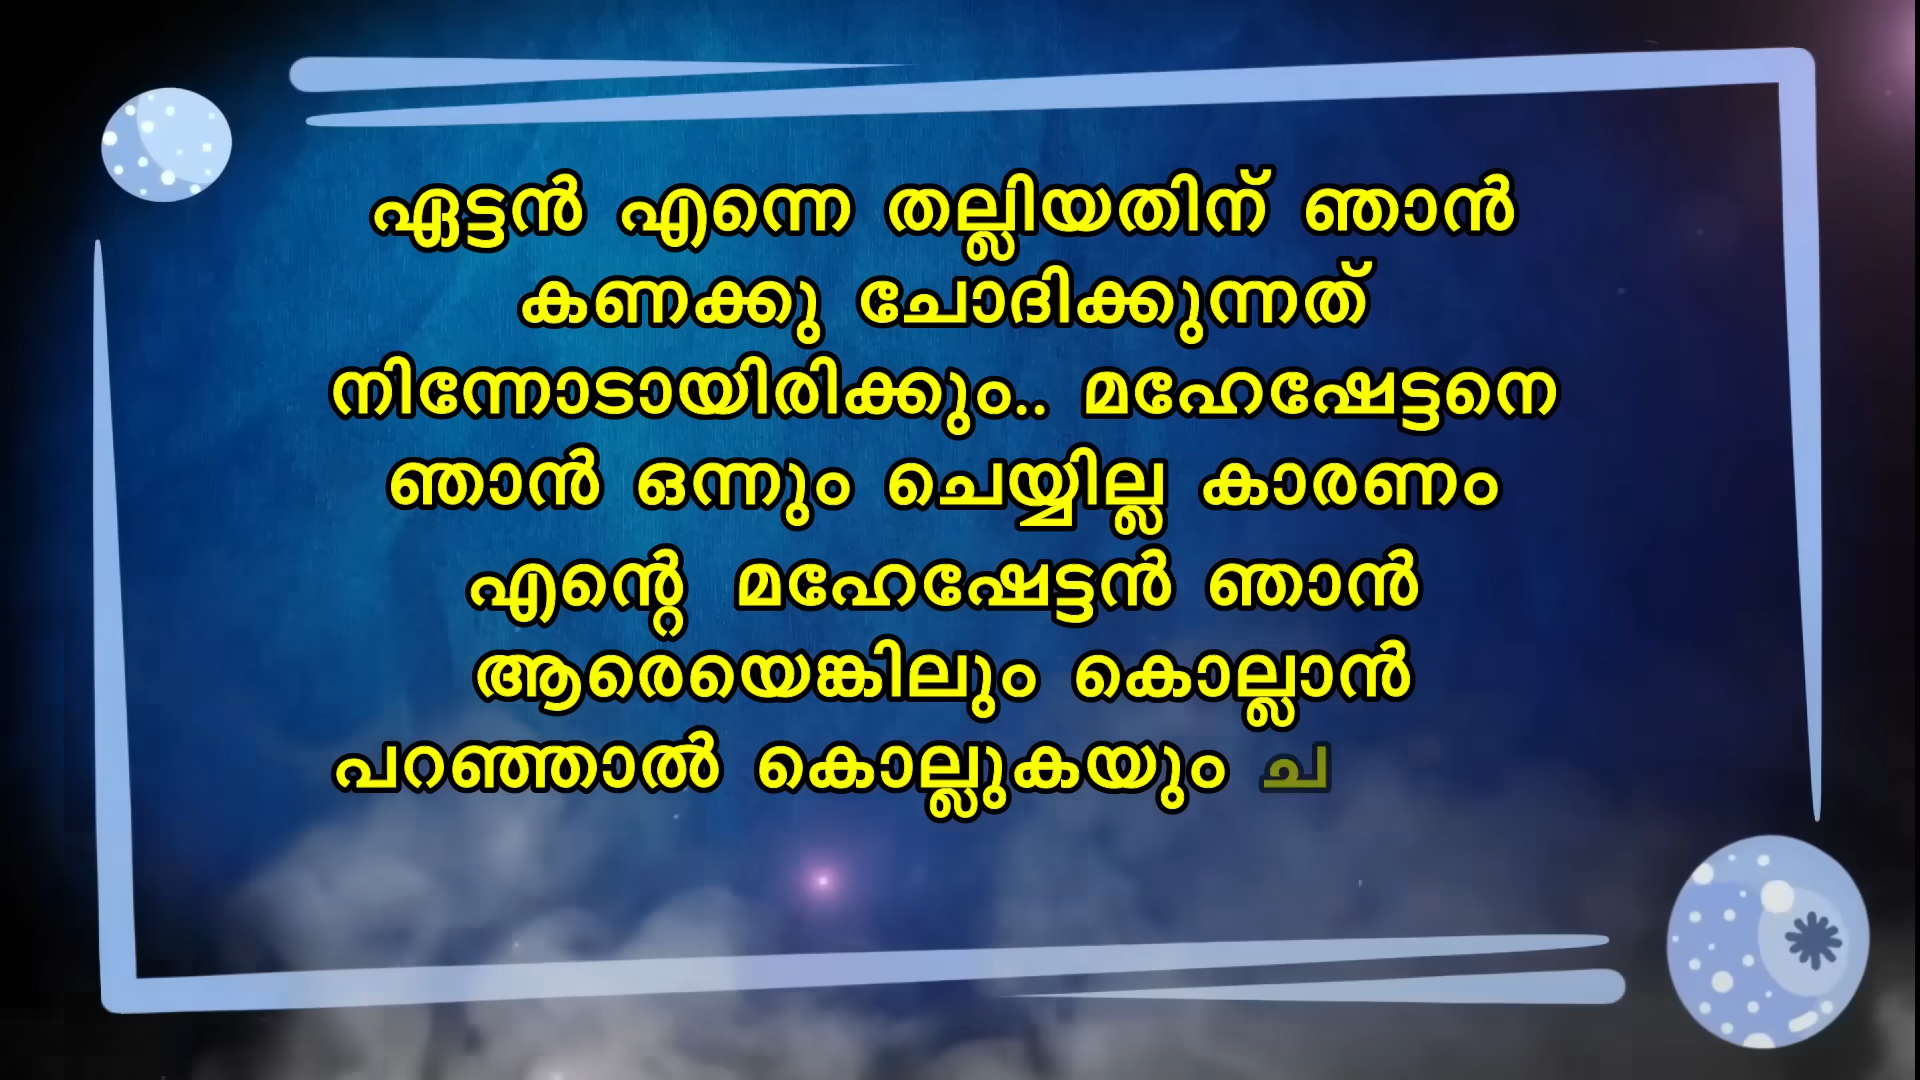 ഏട്ടൻ എന്നെ തല്ലിയതിന് ഞാൻ
കണക്കു ചോദിക്കുന്നത്
നിന്നോടായിരിക്കും.. മഹേഷേട്ടനെ
ഞാൻ ഒന്നും ചെയ്യില്ല കാരണം
എന്റെ മഹേഷേട്ടൻ ഞാൻ
ആരെയെങ്കിലും കൊല്ലാൻ
പറഞ്ഞാൽ കൊല്ലുകയും ച